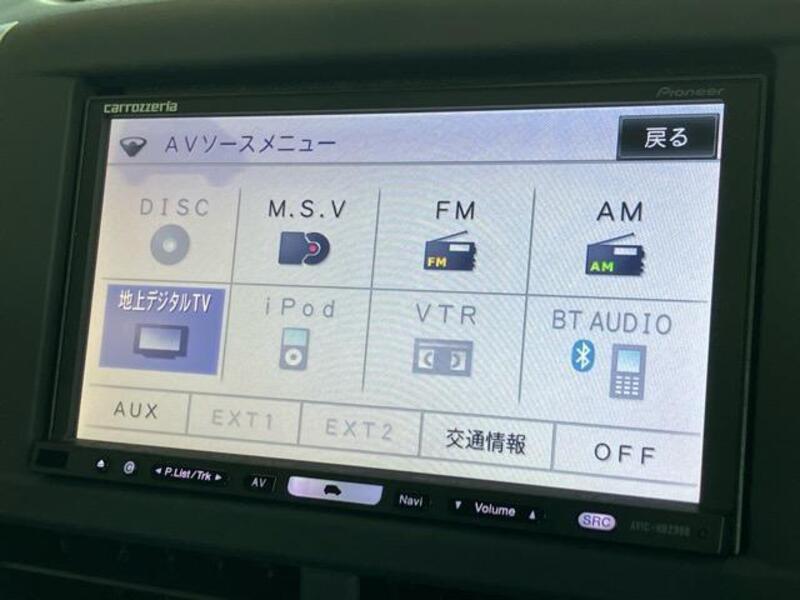 carrozzeria
Pioneer
AVソースメニュー
戻る
DISC
M.S.V
FM
AM
FM
AM
地上デジタルTV
iPod
VTR
BT AUDIO
AUX
EXT1
EXT2
交通情報
OFF
P.List/Trk
AV
Navi
Volume
SRC